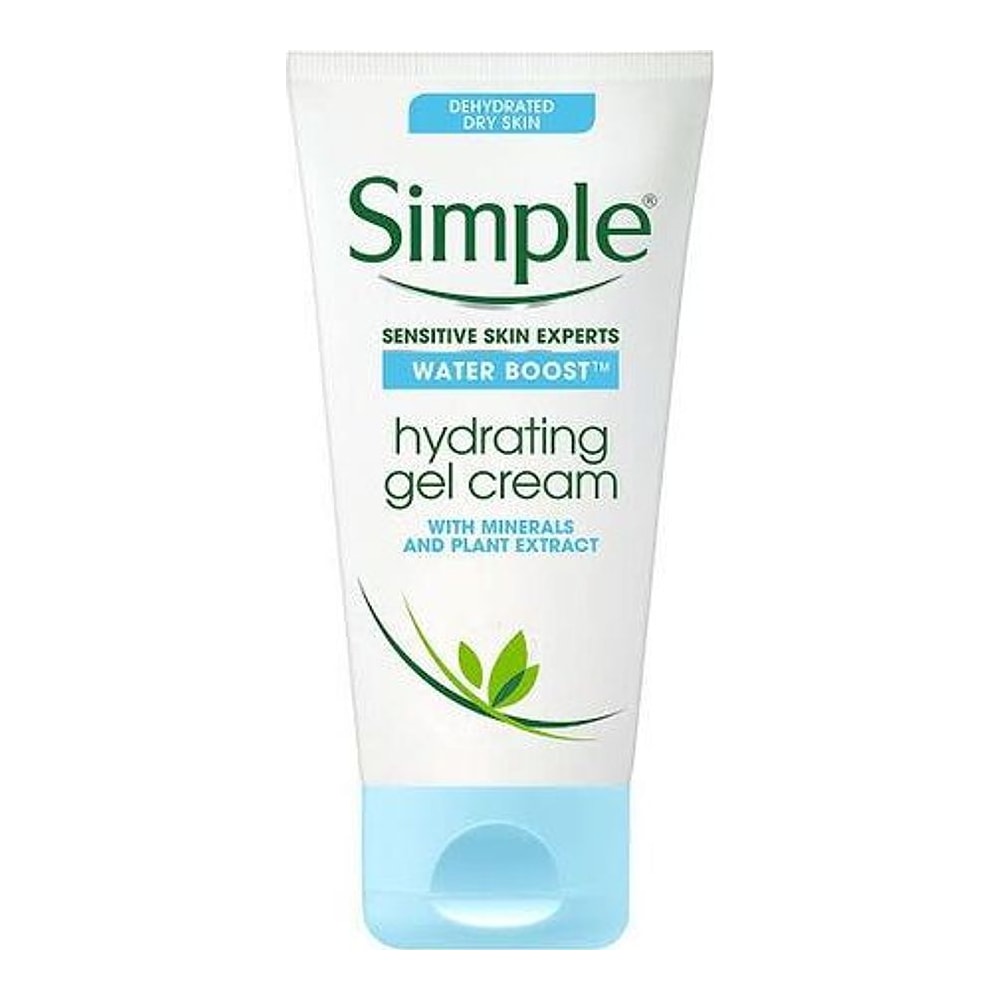 DEHYDRATED
DRY SKIN
Simple®
SENSITIVE SKIN EXPERTS
WATER BOOST™
hydrating
gel cream
WITH MINERALS
AND PLANT EXTRACT